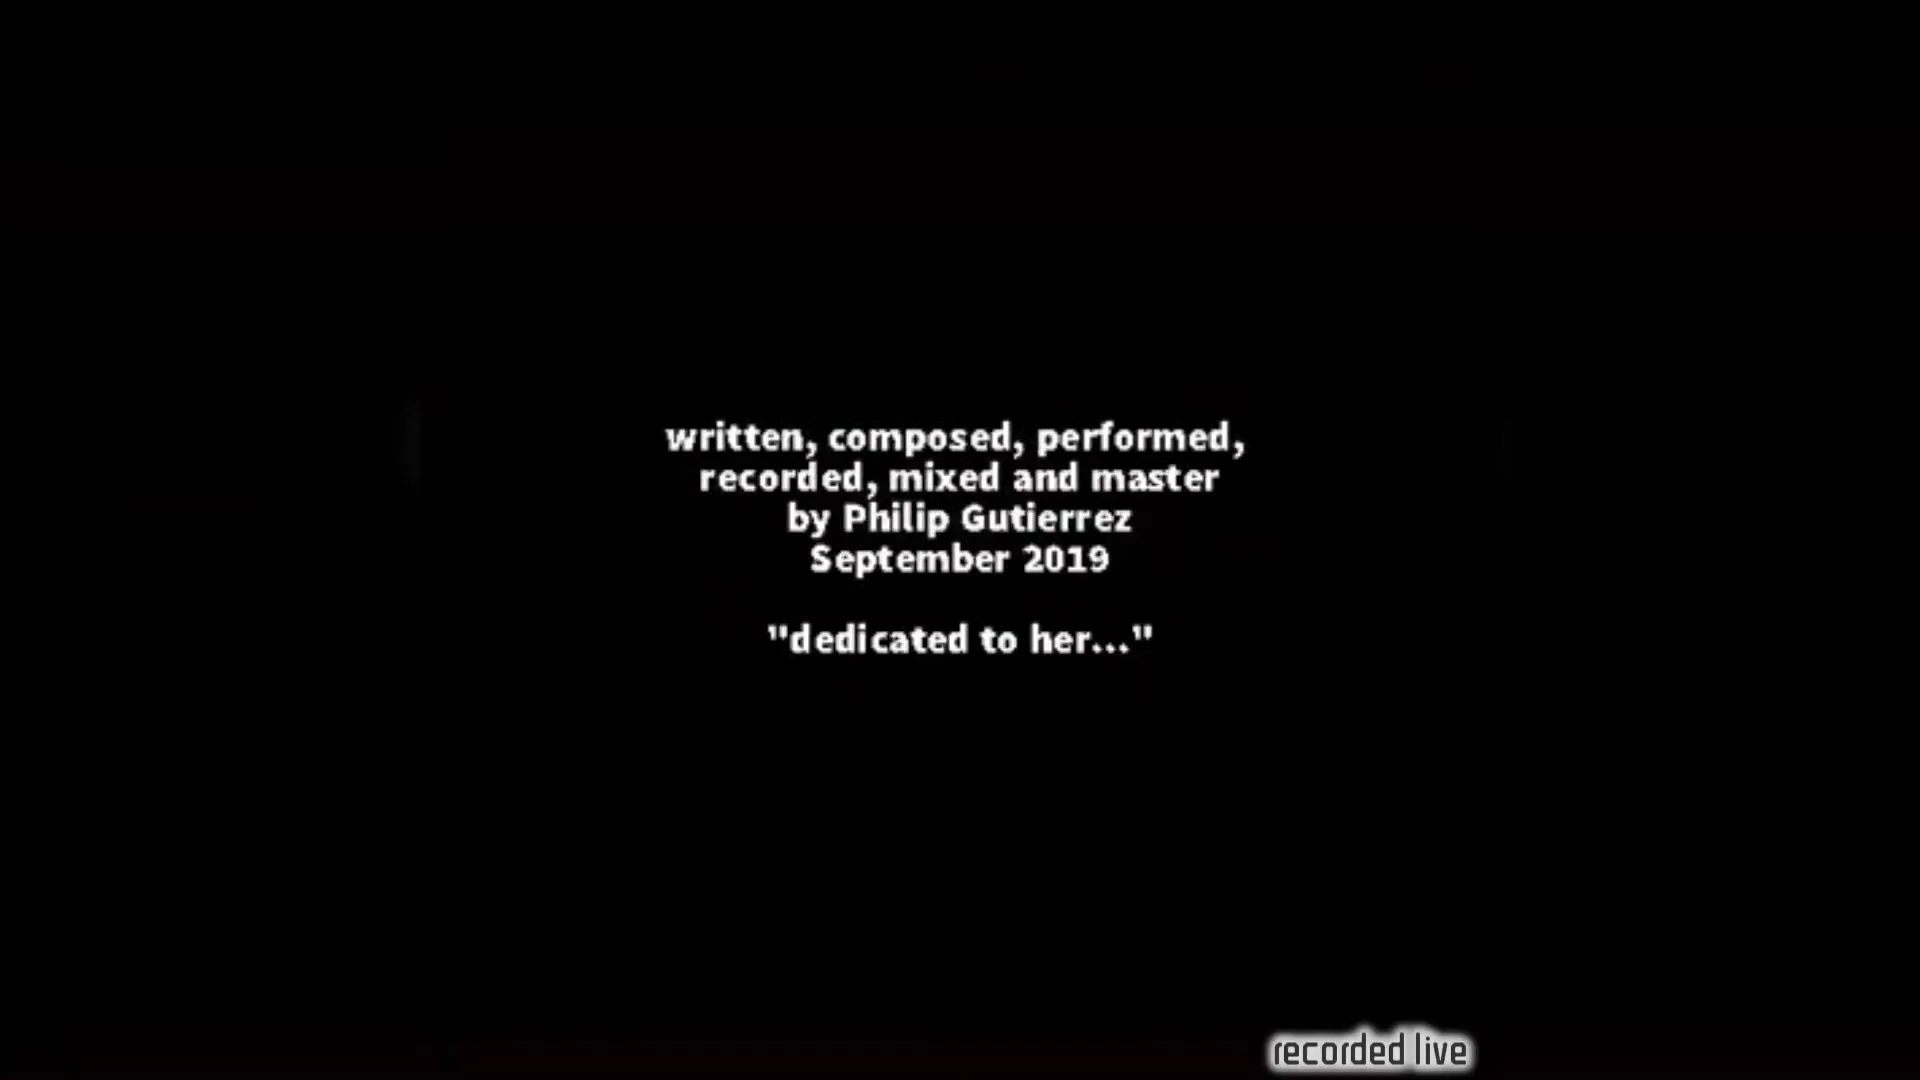 written, composed, performed,
recorded, mixed and master
by Philip Gutierrez
September 2019
"dedicated to her..."
recorded live